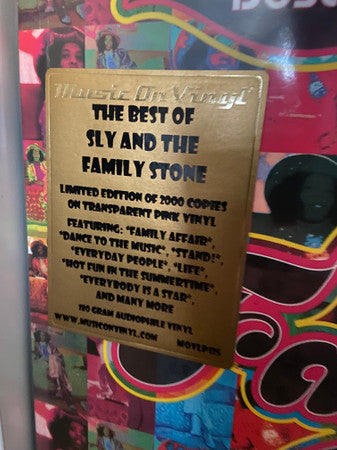 Music On Vinyl
THE BEST OF
SLY AND THE
FAMILY STONE
LIMITED EDITION OF 2000 COPIES
ON TRANSPARENT PINK VINYL
FEATURING: "FAMILY AFFAIR",
"DANCE TO THE MUSIC", "STAND!",
"EVERYDAY PEOPLE", "LIFE",
"HOT FUN IN THE SUMMERTIME",
"EVERYBODY IS A STAR",
AND MANY MORE
180 GRAM AUDIOPHILE VINYL
WWW.MUSICONVINYL.COM